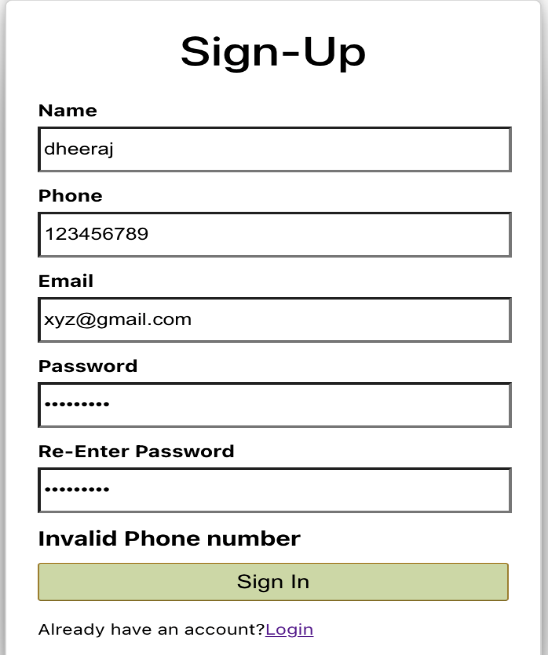 Sign-Up
Name
dheeraj
Phone
123456789
Email
xyz@gmail.com
Password
•••••••••
Re-Enter Password
•••••••••
Invalid Phone number
Sign In
Already have an account?Login